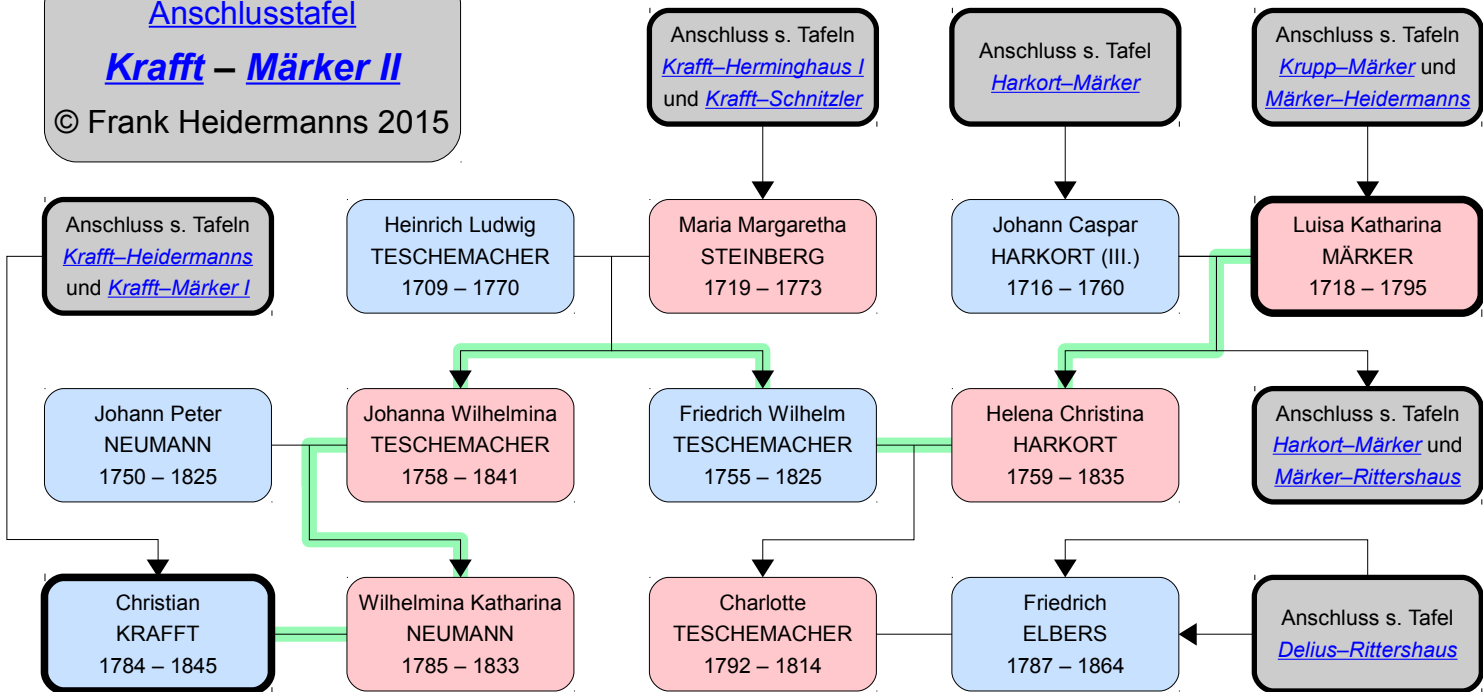 Anschlusstafel
Krafft – Märker II
© Frank Heidermanns 2015
Anschluss s. Tafeln
Krafft–Herminghaus I
und Krafft–Schnitzler
Anschluss s. Tafel
Harkort–Märker
Anschluss s. Tafeln
Krupp–Märker und
Märker–Heidermanns
Anschluss s. Tafeln
Krafft–Heidermanns
und Krafft–Märker I
Heinrich Ludwig
TESCHEMACHER
1709 – 1770
Maria Margaretha
STEINBERG
1719 – 1773
Johann Caspar
HARKORT (III.)
1716 – 1760
Luisa Katharina
MÄRKER
1718 – 1795
Johann Peter
NEUMANN
1750 – 1825
Johanna Wilhelmina
TESCHEMACHER
1758 – 1841
Friedrich Wilhelm
TESCHEMACHER
1755 – 1825
Helena Christina
HARKORT
1759 – 1835
Anschluss s. Tafeln
Harkort–Märker und
Märker–Rittershaus
Christian
KRAFFT
1784 – 1845
Wilhelmina Katharina
NEUMANN
1785 – 1833
Charlotte
TESCHEMACHER
1792 – 1814
Friedrich
ELBERS
1787 – 1864
Anschluss s. Tafel
Delius–Rittershaus